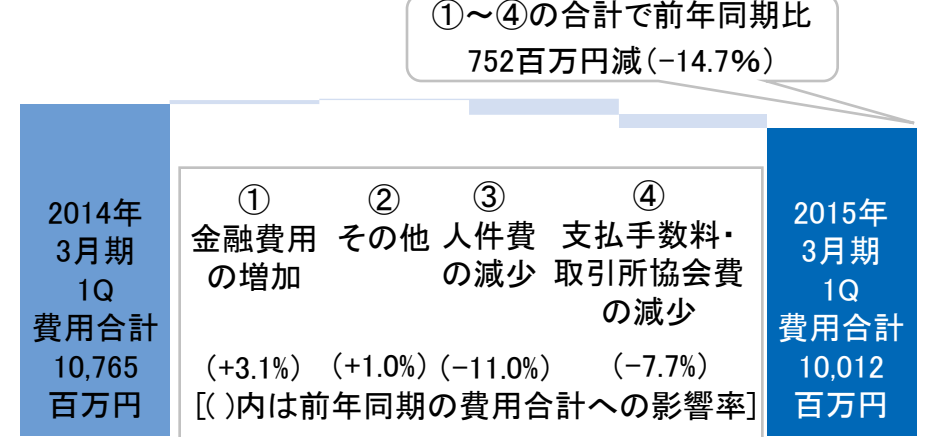 ①～④の合計で前年同期比
752百万円減(-14.7%)
2014年
3月期
1Q
費用合計
10,765
百万円
①
金融費用
の増加
(+3.1%)
②
その他
(+1.0%)
③
人件費
の減少
(-11.0%)
④
支払手数料・
取引所協会費
の減少
(-7.7%)
[( )内は前年同期の費用合計への影響率]
2015年
3月期
1Q
費用合計
10,012
百万円